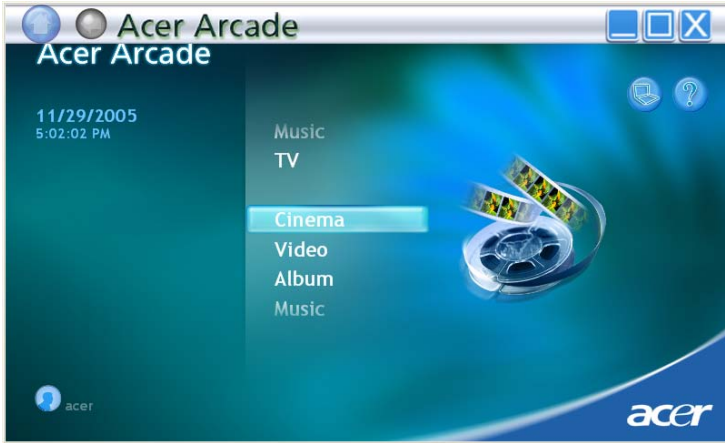 Acer Arcade
Acer Arcade
11/29/2005
5:02:02 PM
Music
TV
Cinema
Video
Album
Music
acer
acer